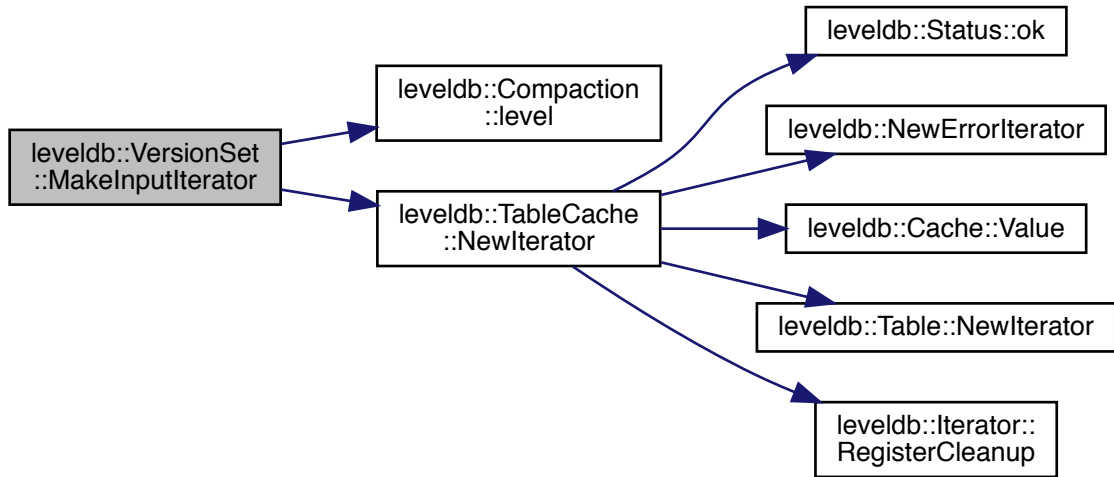 leveldb::VersionSet
::MakeInputIterator
leveldb::Compaction
::level
leveldb::TableCache
::NewIterator
leveldb::Status::ok
leveldb::NewErrorIterator
leveldb::Cache::Value
leveldb::Table::NewIterator
leveldb::Iterator::
RegisterCleanup